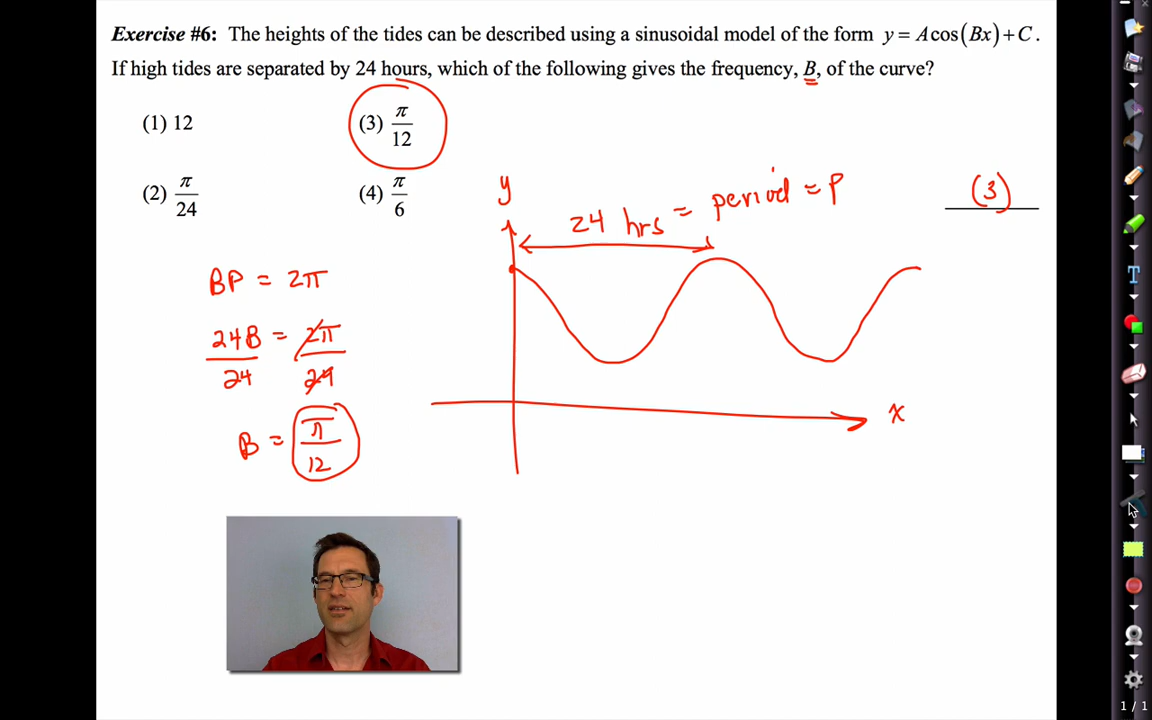 Exercise #6: The heights of the tides can be described using a sinusoidal model of the form y = A cos(Bx) + C.
If high tides are separated by 24 hours, which of the following gives the frequency, B, of the curve?
(1) 12
(3) π/12
(2) π/24
(4) π/6
(3)
y
24 hrs = period = P
BP = 2π
24B/24 = 2π/24
B = π/12
x
T
1 / 1